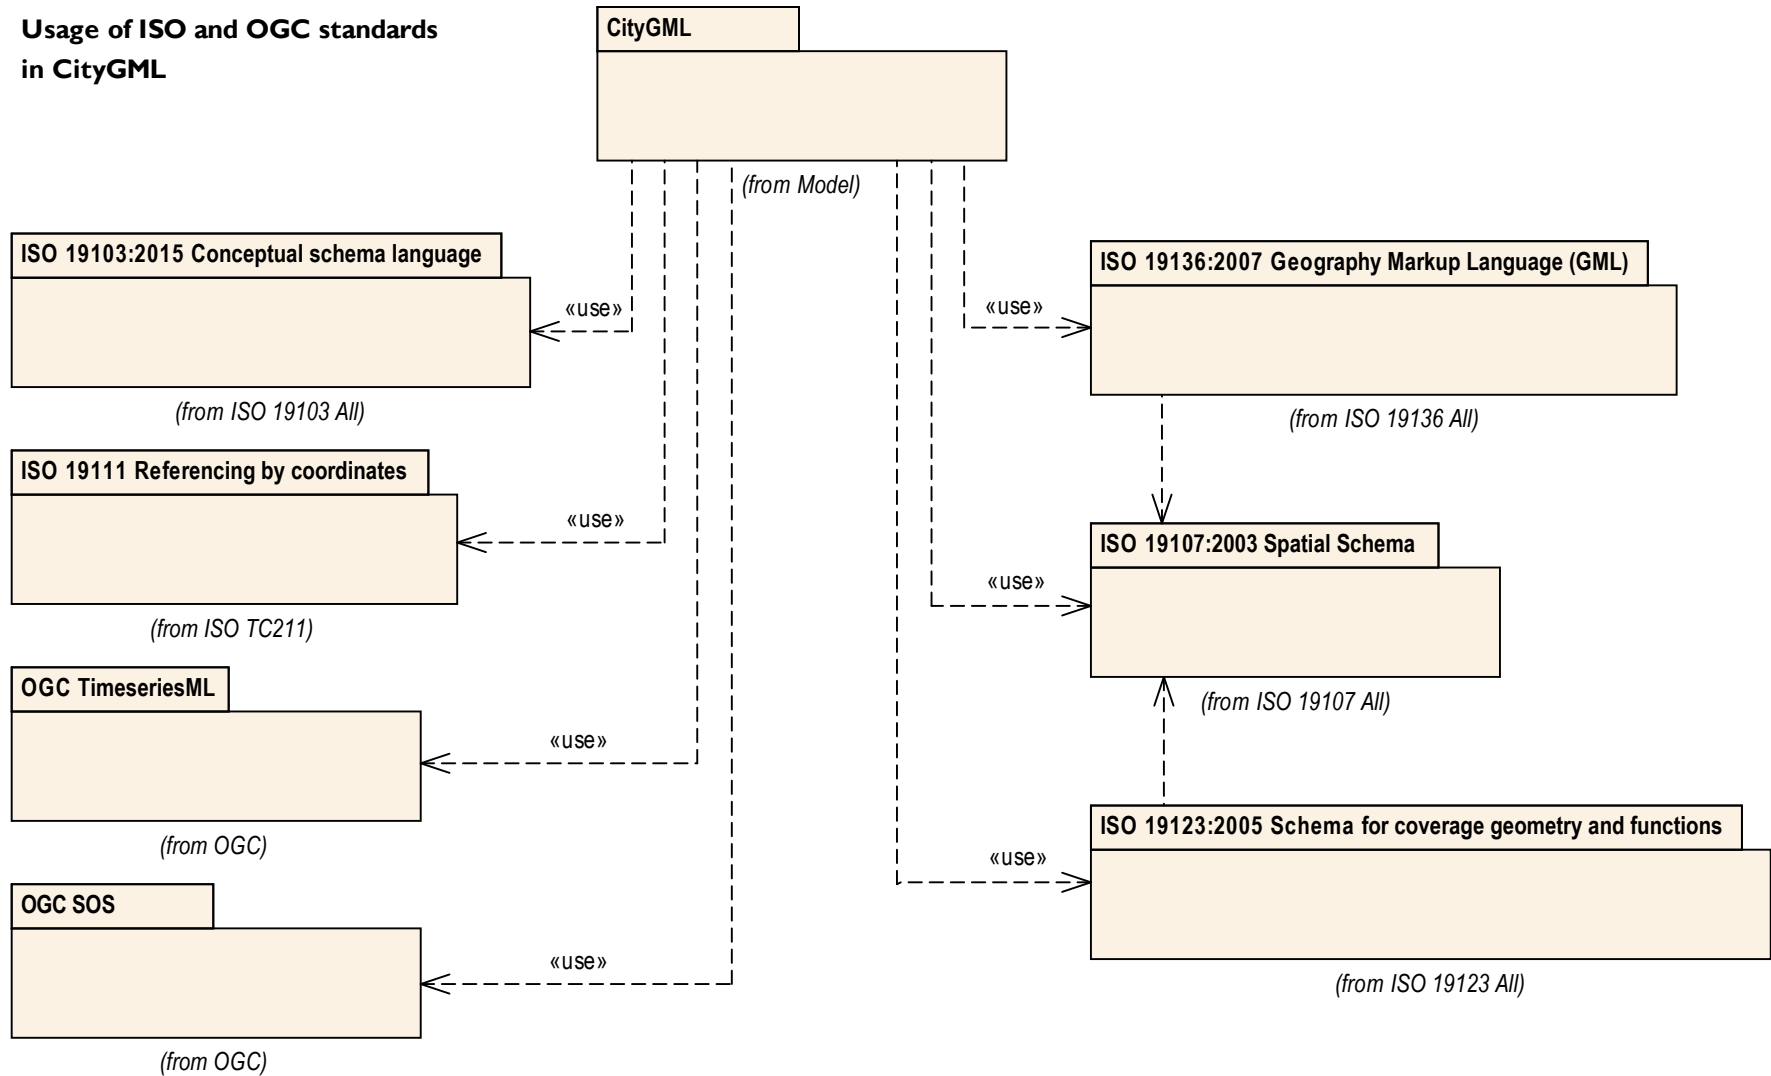 Usage of ISO and OGC standards
in CityGML
CityGML
(from Model)
ISO 19103:2015 Conceptual schema language
«use»
(from ISO 19103 All)
ISO 19111 Referencing by coordinates
«use»
(from ISO TC211)
OGC TimeseriesML
«use»
(from OGC)
OGC SOS
«use»
(from OGC)
ISO 19136:2007 Geography Markup Language (GML)
«use»
(from ISO 19136 All)
ISO 19107:2003 Spatial Schema
«use»
(from ISO 19107 All)
ISO 19123:2005 Schema for coverage geometry and functions
«use»
(from ISO 19123 All)